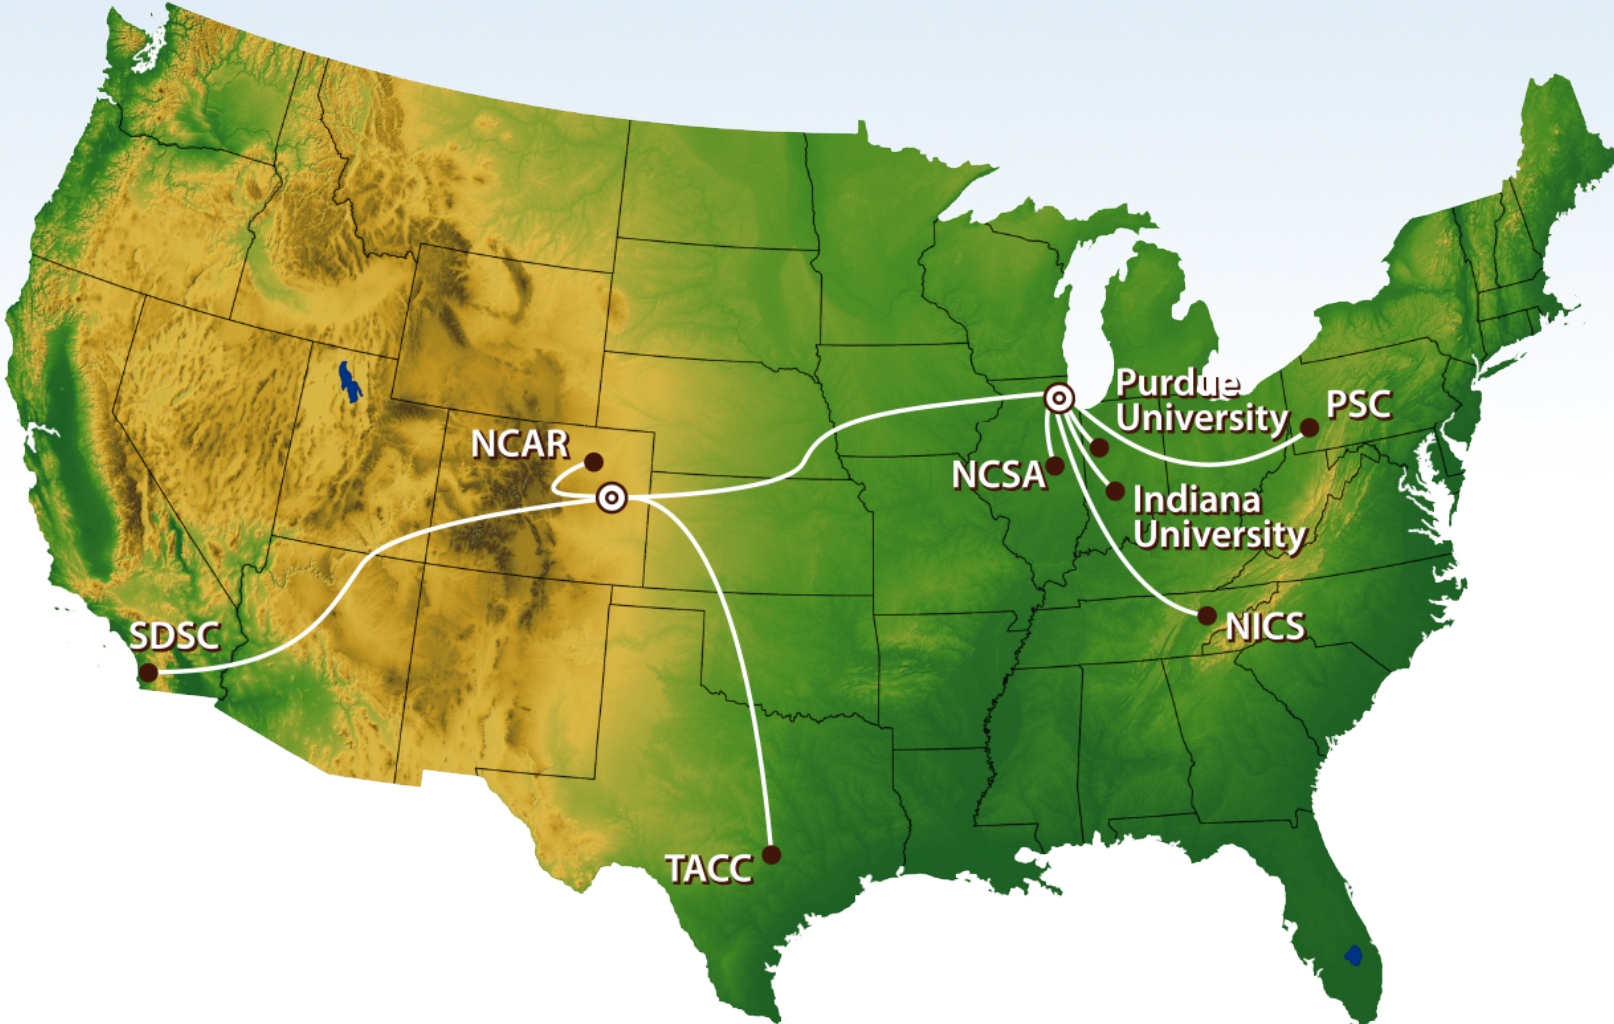 Purdue
University
PSC
NCAR
NCSA
Indiana
University
SDSC
NICS
TACC